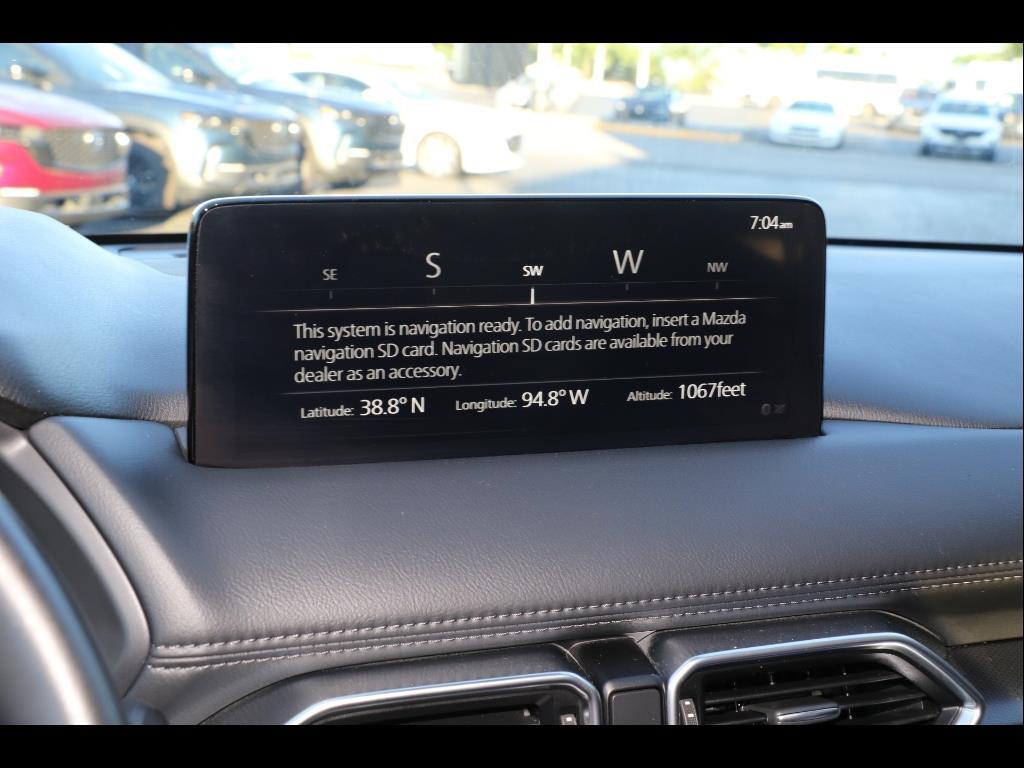 7:04am
SE S SW W NW
This system is navigation ready. To add navigation, insert a Mazda
navigation SD card. Navigation SD cards are available from your
dealer as an accessory.
Latitude: 38.8° N Longitude: 94.8° W Altitude: 1067feet